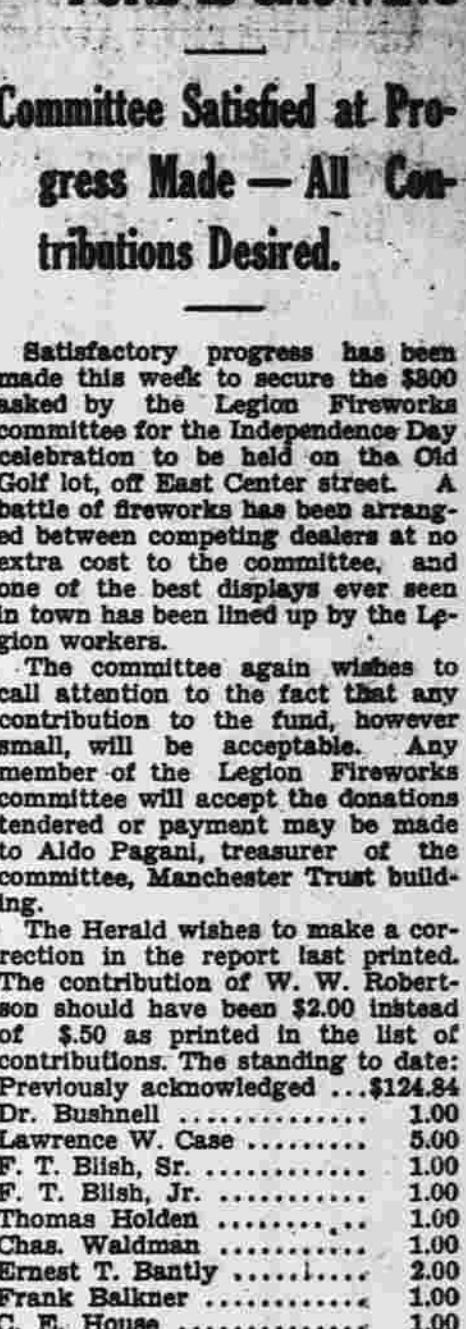 FUND IS GROWING
Committee Satisfied at Pro-
gress Made — All Con-
tributions Desired.
Satisfactory progress has been
made this week to secure the $800
asked by the Legion Fireworks
committee for the Independence Day
celebration to be held on the Old
Golf lot, off East Center street. A
battle of fireworks has been arrang-
ed between competing dealers at no
extra cost to the committee, and
one of the best displays ever seen
in town has been lined up by the Le-
gion workers.
The committee again wishes to
call attention to the fact that any
contribution to the fund, however
small, will be acceptable. Any
member of the Legion Fireworks
committee will accept the donations
tendered or payment may be made
to Aldo Pagani, treasurer of the
committee, Manchester Trust build-
ing.
The Herald wishes to make a cor-
rection in the report last printed.
The contribution of W. W. Robert-
son should have been $2.00 instead
of $.50 as printed in the list of
contributions. The standing to date:
Previously acknowledged ...$124.84
Dr. Bushnell .............. 1.00
Lawrence W. Case ......... 5.00
F. T. Blish, Sr. ............ 1.00
F. T. Blish, Jr. ........... 1.00
Thomas Holden ........... 1.00
Chas. Waldman ........... 1.00
Ernest T. Bantly .......... 2.00
Frank Balkner ............ 1.00
C. E. House .............. 1.00